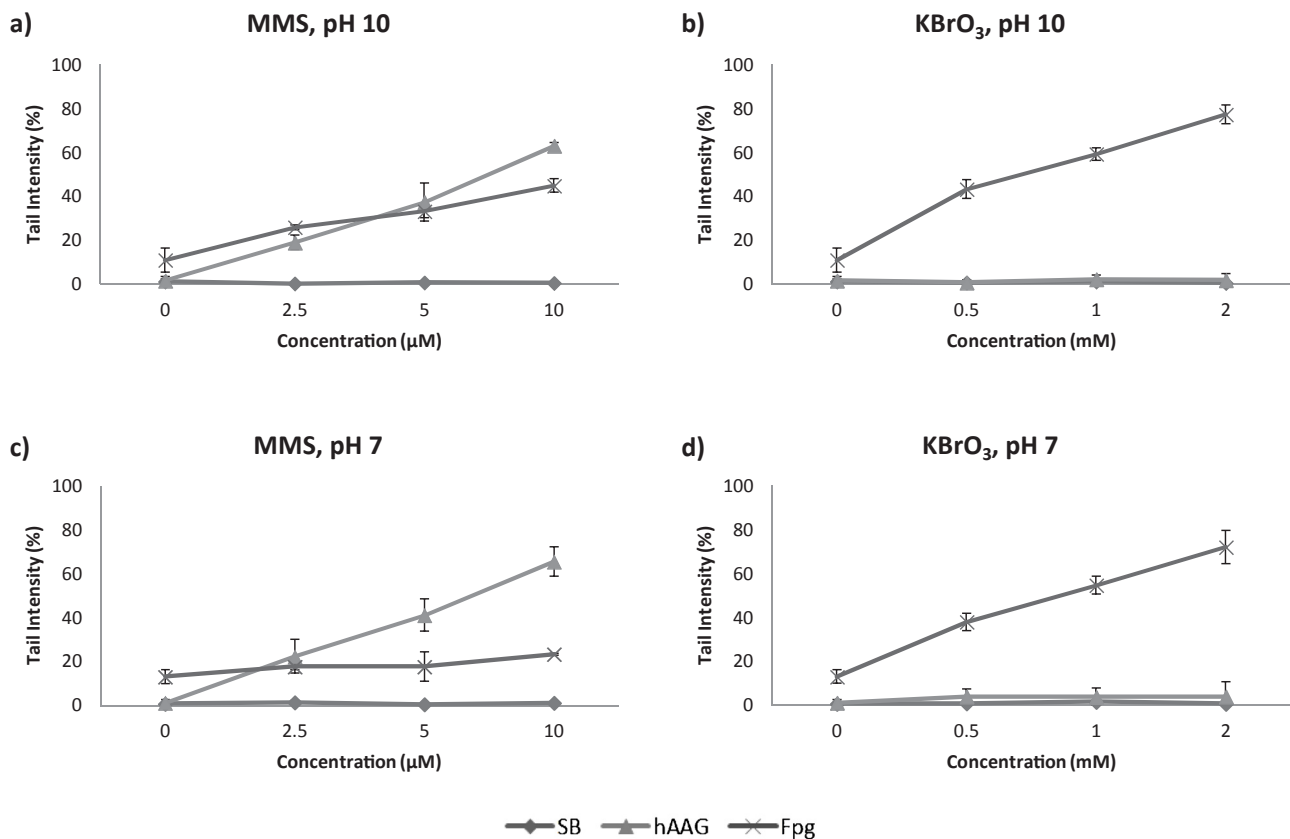 a)
MMS, pH 10
Tail Intensity (%)
100
80
60
40
20
0
0 2.5 5 10
Concentration (µM)
b)
KBrO₃, pH 10
Tail Intensity (%)
100
80
60
40
20
0
0 0.5 1 2
Concentration (mM)
c)
MMS, pH 7
Tail Intensity (%)
100
80
60
40
20
0
0 2.5 5 10
Concentration (µM)
d)
KBrO₃, pH 7
Tail Intensity (%)
100
80
60
40
20
0
0 0.5 1 2
Concentration (mM)
SB hAAG Fpg